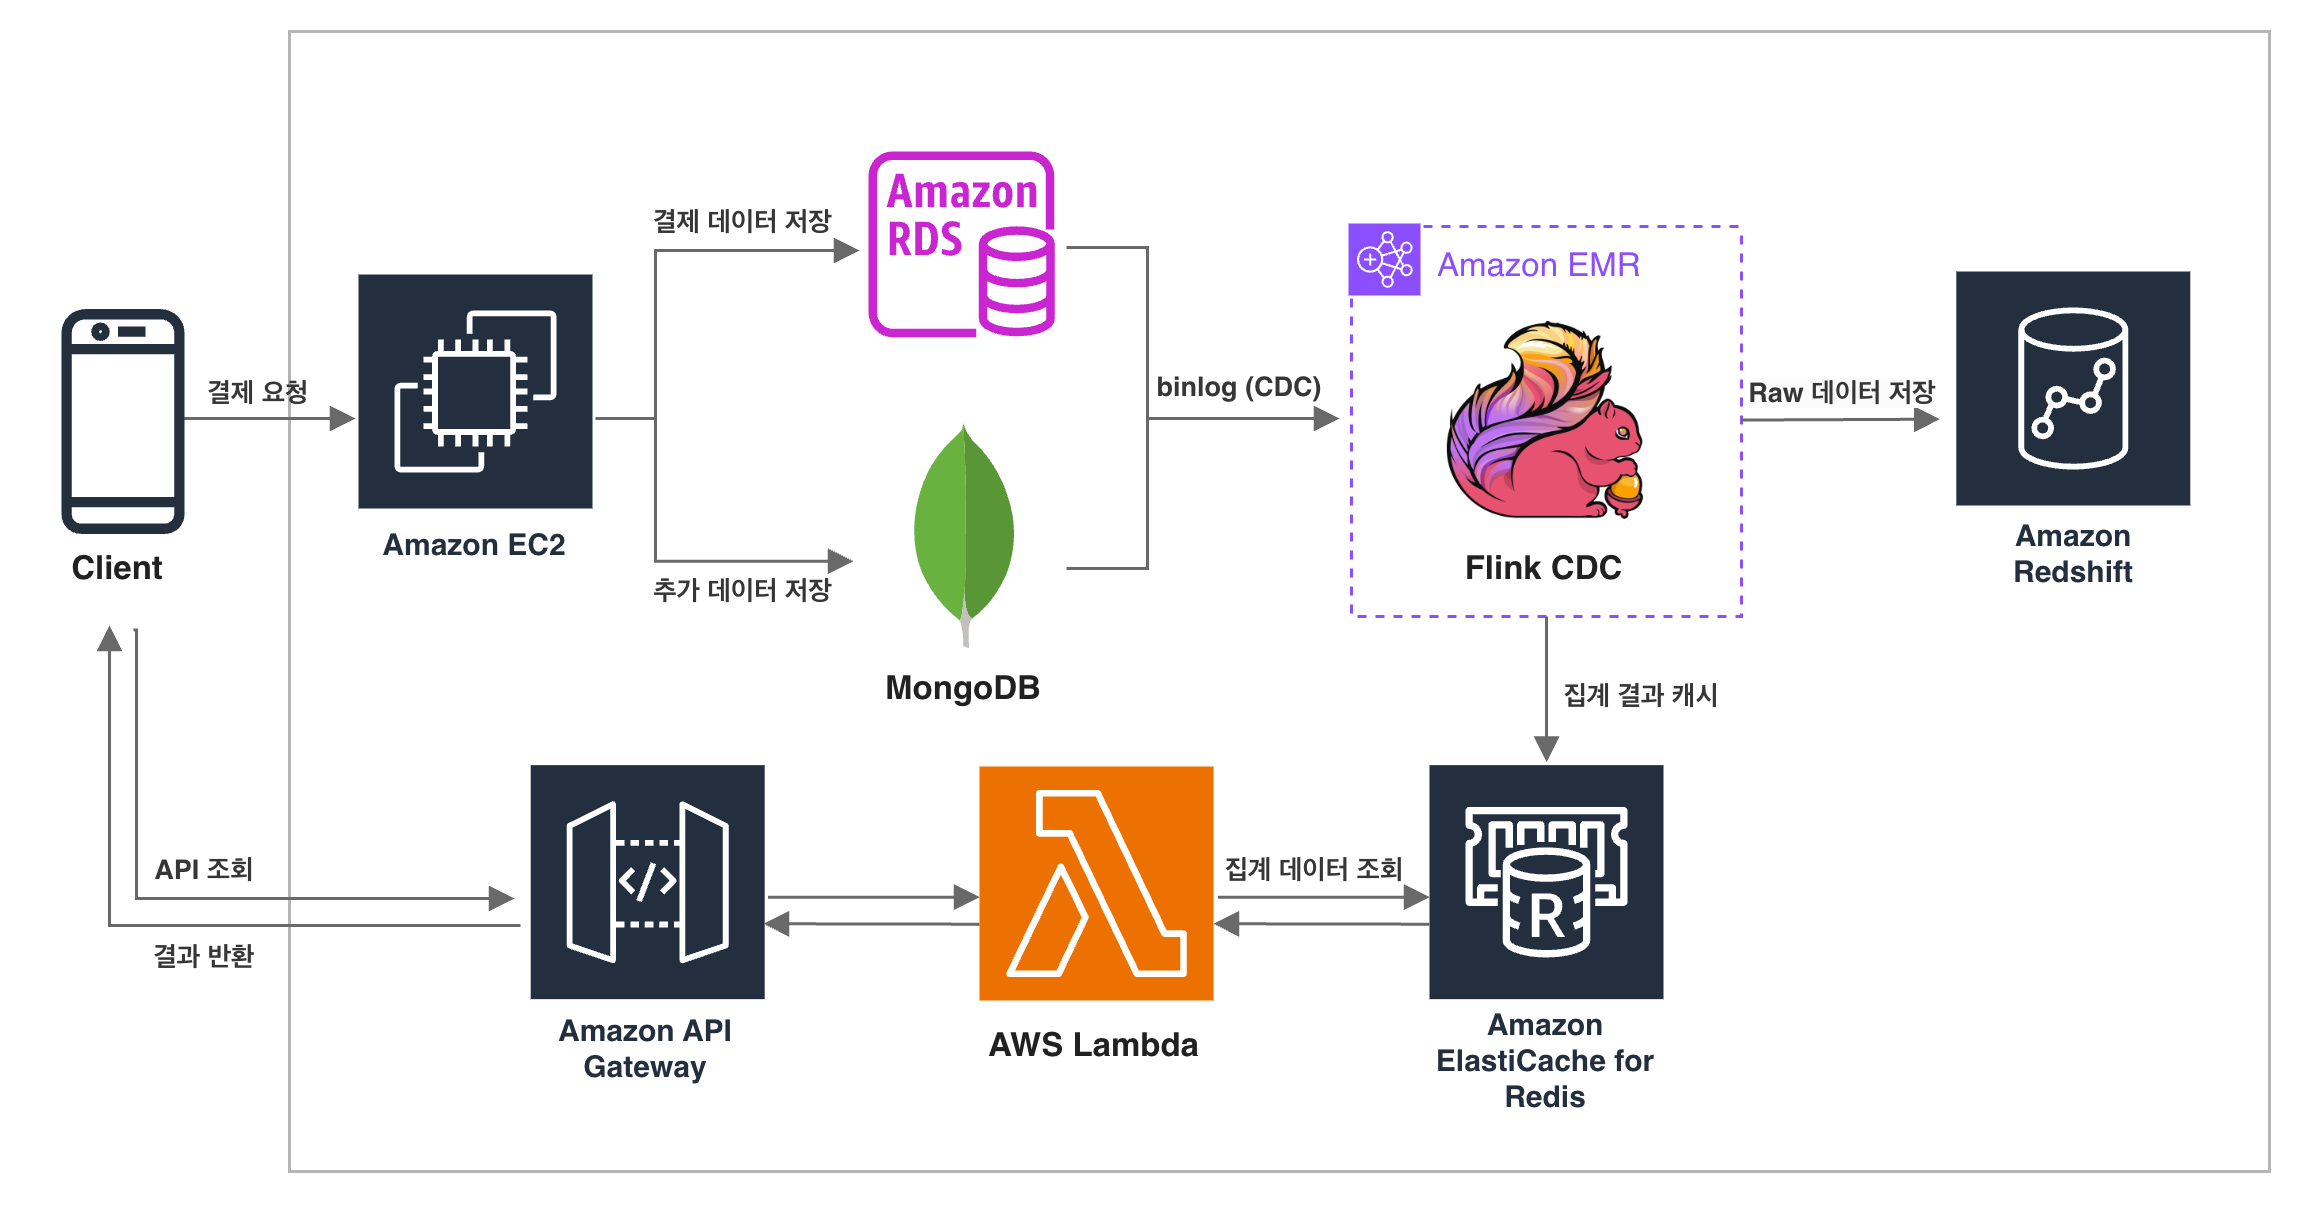 Amazon
RDS
결제 데이터 저장
Amazon EMR
결제 요청
binlog (CDC)
Raw 데이터 저장
Amazon EC2
Client
추가 데이터 저장
MongoDB
Flink CDC
Amazon
Redshift
집계 결과 캐시
API 조회
결과 반환
</>
집계 데이터 조회
R
Amazon API
Gateway
AWS Lambda
Amazon
ElastiCache for
Redis